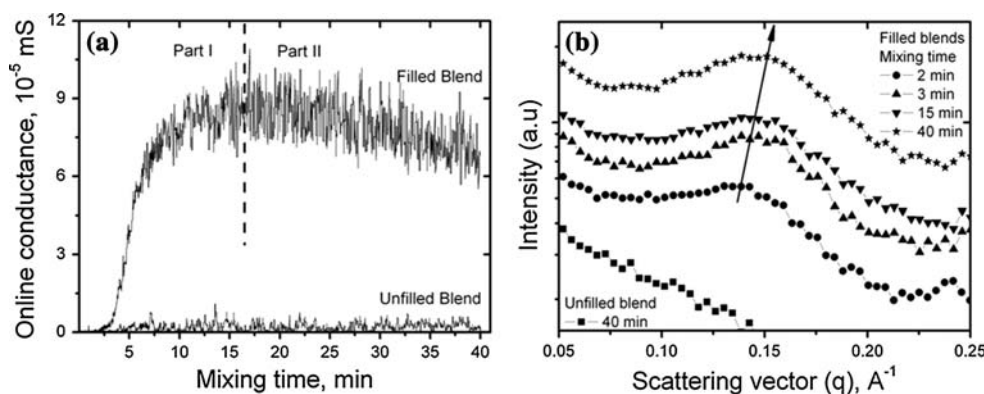 (a)
Part I
Part II
Filled Blend
Unfilled Blend
Online conductance, 10⁻⁵ mS
12
9
6
3
0
5
10
15
20
25
30
35
40
Mixing time, min
(b)
Filled blends
Mixing time
2 min
3 min
15 min
40 min
Unfilled blend
40 min
Intensity (a.u)
0.05
0.10
0.15
0.20
0.25
Scattering vector (q), A⁻¹